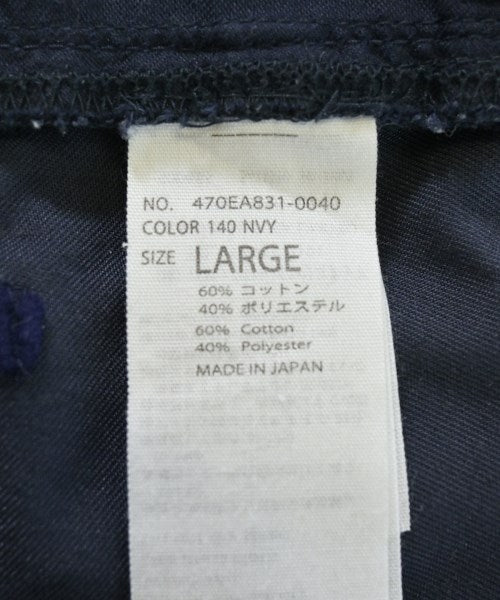 NO. 470EA831-0040
COLOR 140 NVY
SIZE LARGE
60% コットン
40% ポリエステル
60% Cotton
40% Polyester
MADE IN JAPAN